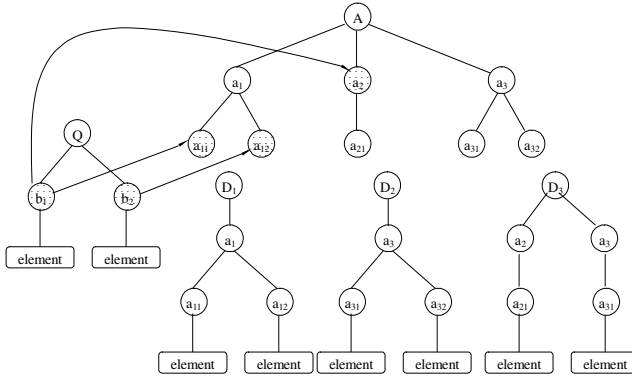 A
a1 a2 a3
Q
a11 a12 a21 a31 a32
b1 b2
D1 D2 D3
element element
a1 a3 a2 a3
a11 a12 a31 a32 a21 a31
element element element element element element